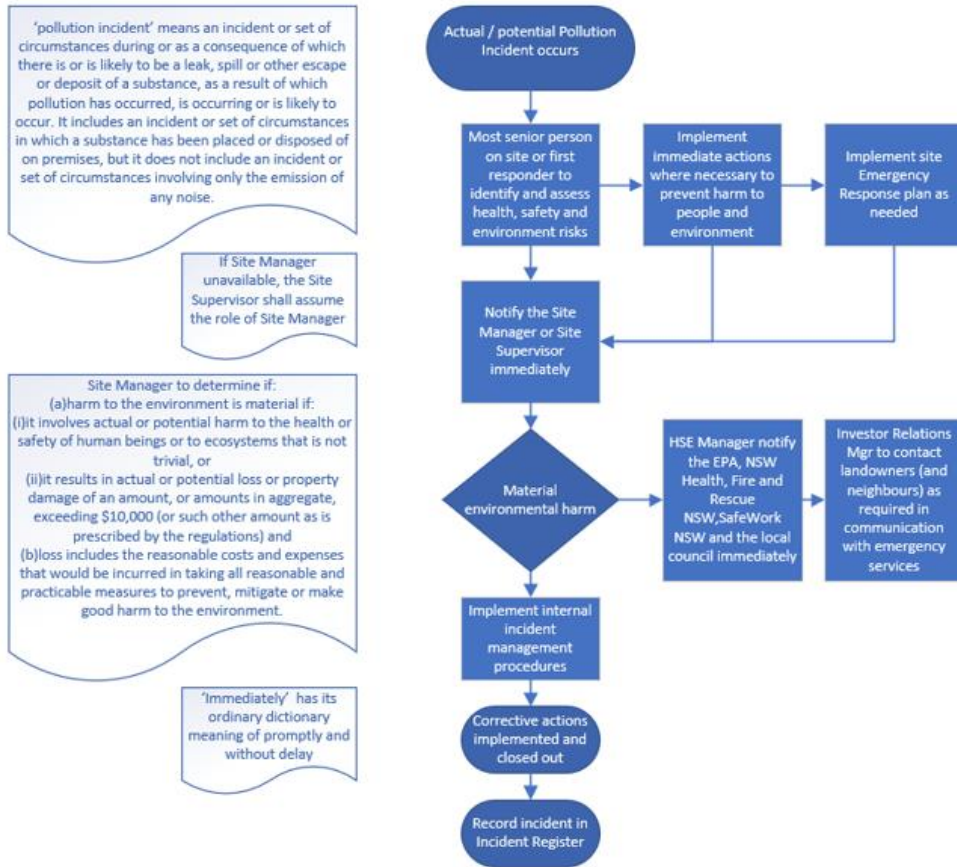 ‘pollution incident’ means an incident or set of
circumstances during or as a consequence of which
there is or is likely to be a leak, spill or other escape
or deposit of a substance, as a result of which
pollution has occurred, is occurring or is likely to
occur. It includes an incident or set of circumstances
in which a substance has been placed or disposed of
on premises, but it does not include an incident or
set of circumstances involving only the emission of
any noise.
If Site Manager
unavailable, the Site
Supervisor shall assume
the role of Site Manager
Site Manager to determine if:
(a)harm to the environment is material if:
(i)it involves actual or potential harm to the health or
safety of human beings or to ecosystems that is not
trivial, or
(ii)it results in actual or potential loss or property
damage of an amount, or amounts in aggregate,
exceeding $10,000 (or such other amount as is
prescribed by the regulations) and
(b)loss includes the reasonable costs and expenses
that would be incurred in taking all reasonable and
practicable measures to prevent, mitigate or make
good harm to the environment.
‘Immediately’ has its
ordinary dictionary
meaning of promptly and
without delay
Actual / potential Pollution
Incident occurs
Most senior person
on site or first
responder to
identify and assess
health, safety and
environment risks
Implement
immediate actions
where necessary to
prevent harm to
people and
environment
Implement site
Emergency
Response plan as
needed
Notify the Site
Manager or Site
Supervisor
immediately
Material
environmental harm
HSE Manager notify
the EPA, NSW
Health, Fire and
Rescue
NSW,SafeWork
NSW and the local
council immediately
Investor Relations
Mgr to contact
landowners (and
neighbours) as
required in
communication
with emergency
services
Implement internal
incident
management
procedures
Corrective actions
implemented and
closed out
Record incident in
Incident Register